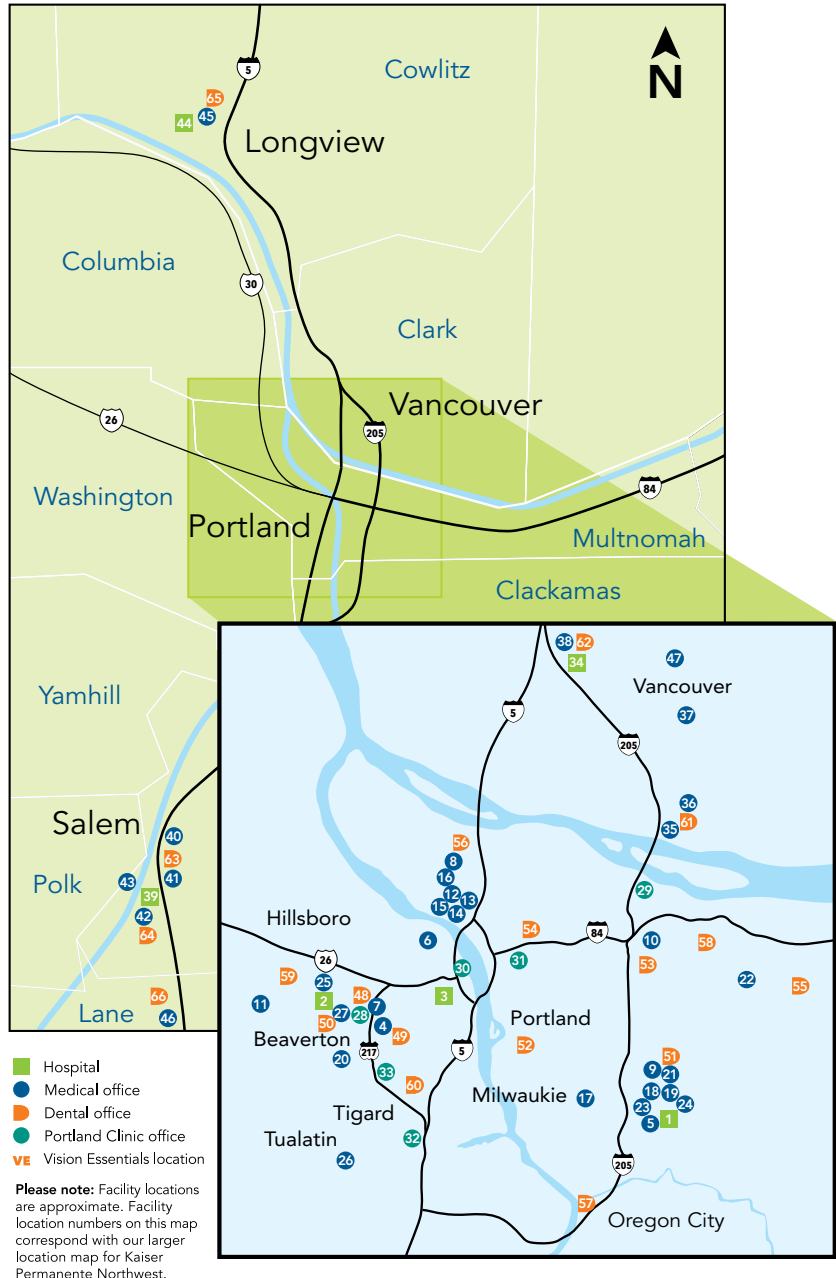 5
Cowlitz
N
65
44
45
Longview
Columbia
30
Clark
26
Vancouver
205
84
Washington
Portland
Multnomah
Clackamas
Yamhill
Salem
40
63
Polk
43
39
41
42
64
66
Lane
46
38
62
34
47
Vancouver
5
37
205
36
35
61
56
8
16
12
13
15
14
29
Hillsboro
6
54
84
10
58
26
30
31
53
59
25
22
55
11
2
48
3
27
28
7
50
4
Portland
Beaverton
49
52
51
20
217
5
9
21
33
60
Milwaukie
17
18
19
24
Tigard
23
1
5
Tualatin
32
26
205
57
Oregon City
Hospital
Medical office
Dental office
Portland Clinic office
VE Vision Essentials location
Please note: Facility locations
are approximate. Facility
location numbers on this map
correspond with our larger
location map for Kaiser
Permanente Northwest.